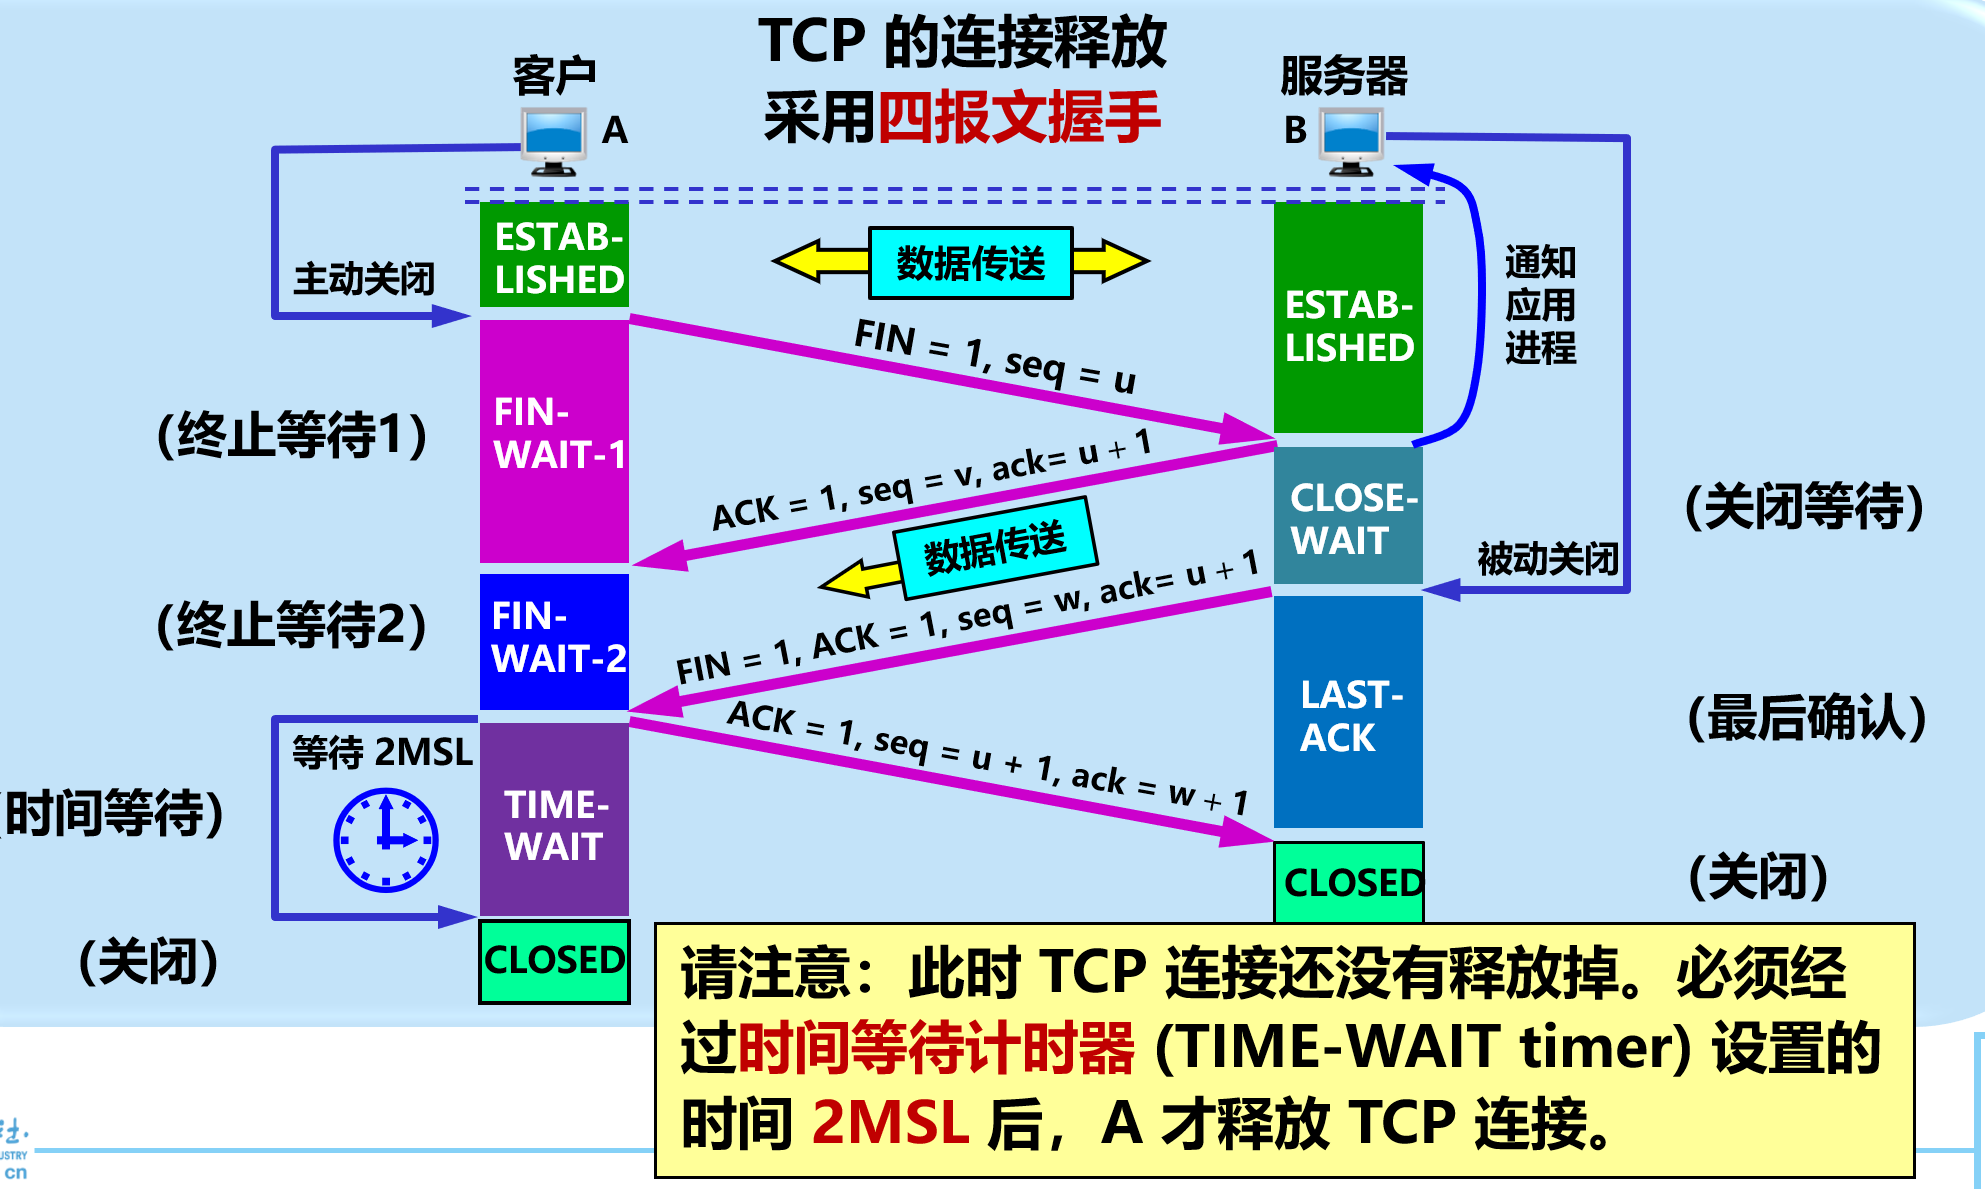 TCP 的连接释放
采用四报文握手
客户
A
服务器
B
ESTAB-
LISHED
数据传送
主动关闭
ESTAB-
LISHED
通知
应用
进程
FIN = 1, seq = u
(终止等待1)
FIN-
WAIT-1
ACK = 1, seq = v, ack= u + 1
CLOSE-
WAIT
(关闭等待)
数据传送
被动关闭
(终止等待2)
FIN-
WAIT-2
FIN = 1, ACK = 1, seq = w, ack= u + 1
LAST-
ACK
(最后确认)
ACK = 1, seq = u + 1, ack = w + 1
等待 2MSL
(时间等待)
TIME-
WAIT
CLOSED
(关闭)
(关闭)
CLOSED
请注意：此时 TCP 连接还没有释放掉。必须经
过时间等待计时器 (TIME-WAIT timer) 设置的
时间 2MSL 后，A 才释放 TCP 连接。
cn